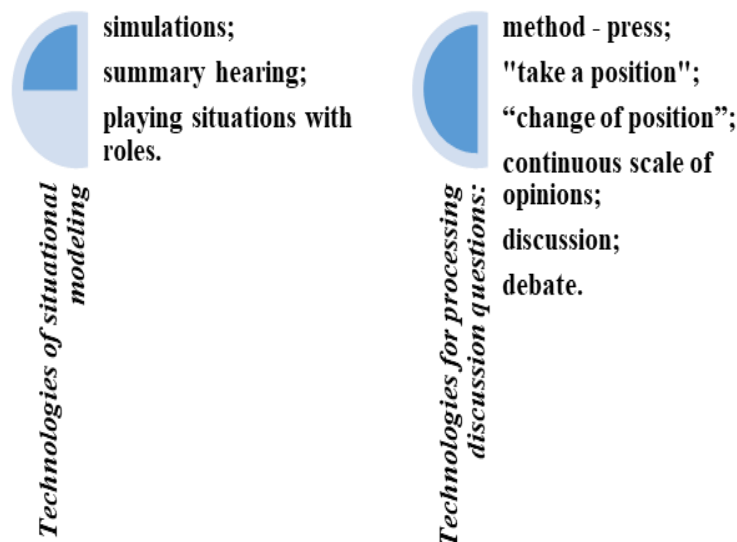 simulations;
summary hearing;
playing situations with
roles.
Technologies of situational
modeling
method - press;
"take a position";
“change of position”;
continuous scale of
opinions;
discussion;
debate.
Technologies for processing
discussion questions: